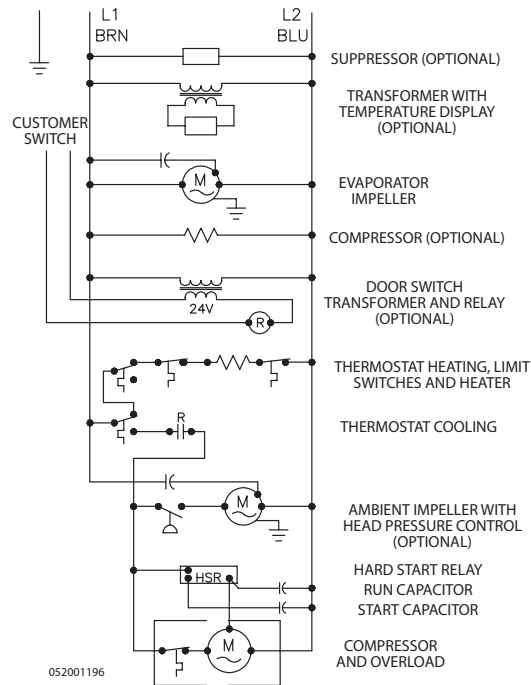 L1
L2
BRN
BLU
SUPPRESSOR (OPTIONAL)
TRANSFORMER WITH
TEMPERATURE DISPLAY
(OPTIONAL)
CUSTOMER
SWITCH
M
EVAPORATOR
IMPELLER
COMPRESSOR (OPTIONAL)
DOOR SWITCH
TRANSFORMER AND RELAY
(OPTIONAL)
24V
R
THERMOSTAT HEATING, LIMIT
SWITCHES AND HEATER
R
THERMOSTAT COOLING
M
AMBIENT IMPELLER WITH
HEAD PRESSURE CONTROL
(OPTIONAL)
HARD START RELAY
HSR
RUN CAPACITOR
START CAPACITOR
M
COMPRESSOR
AND OVERLOAD
052001196